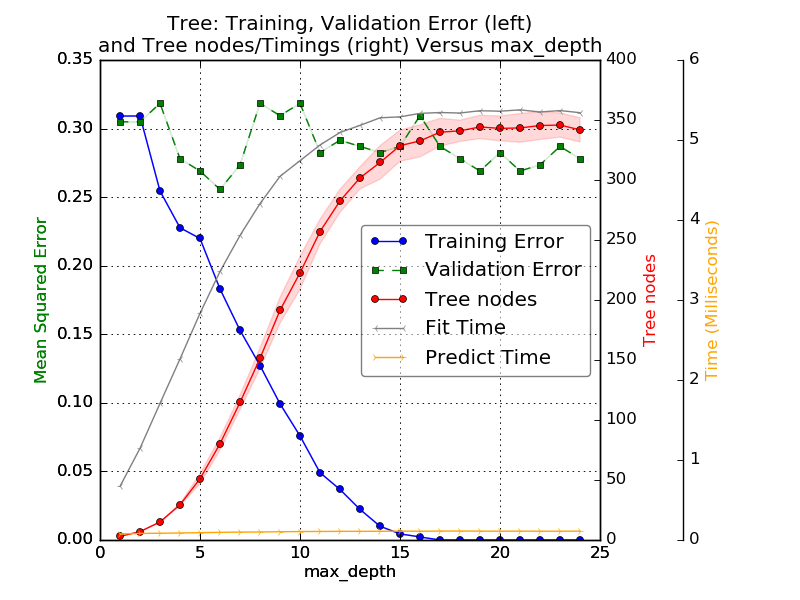 Tree: Training, Validation Error (left)
and Tree nodes/Timings (right) Versus max_depth
0.35
0.30
0.25
0.20
0.15
0.10
0.05
0.00
Mean Squared Error
0
5
10
15
20
25
max_depth
Training Error
Validation Error
Tree nodes
Fit Time
Predict Time
400
350
300
250
200
150
100
50
0
Tree nodes
6
5
4
3
2
1
0
Time (Milliseconds)